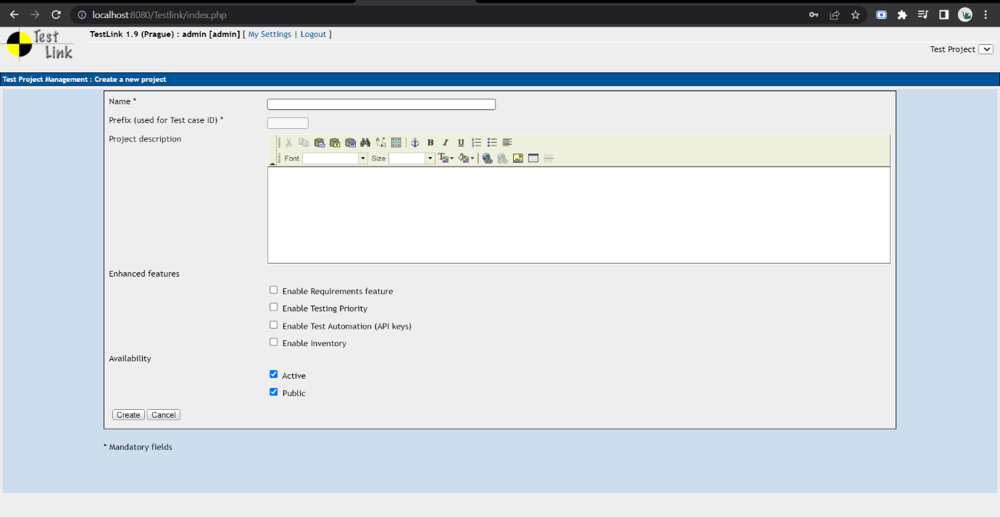 localhost:8080/Testlink/index.php
Test Link
TestLink 1.9 (Prague) : admin [admin] [ My Settings | Logout ]
Test Project
Test Project Management : Create a new project
Name *
Prefix (used for Test case ID) *
Project description
B I U
Font Size
Enhanced features
Enable Requirements feature
Enable Testing Priority
Enable Test Automation (API keys)
Enable Inventory
Availability
Active
Public
Create Cancel
* Mandatory fields